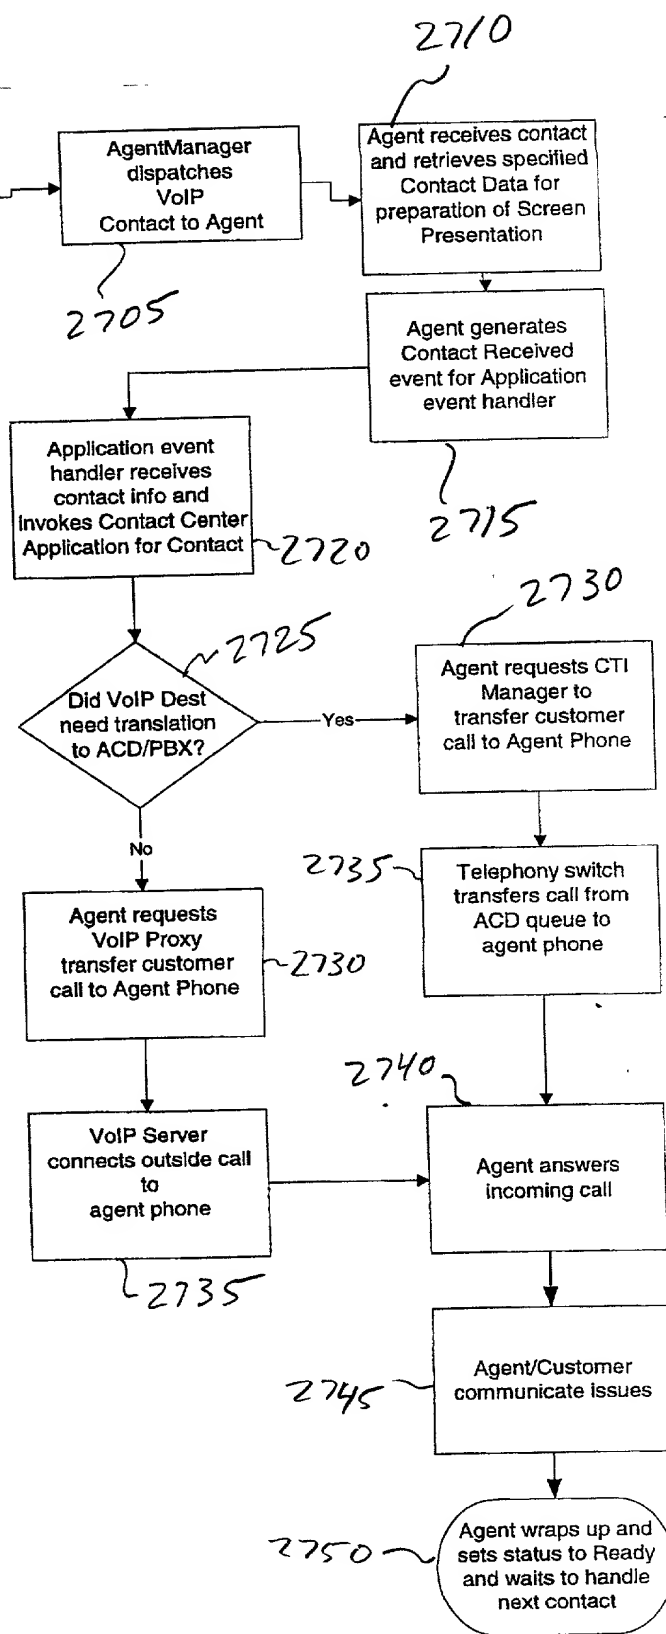 2710
AgentManager
dispatches
VoIP
Contact to Agent
2705
Agent receives contact
and retrieves specified
Contact Data for
preparation of Screen
Presentation
Agent generates
Contact Received
event for Application
event handler
2715
Application event
handler receives
contact info and
invokes Contact Center
Application for Contact
2720
2725
Did VoIP Dest
need translation
to ACD/PBX?
Yes
2730
Agent requests CTI
Manager to
transfer customer
call to Agent Phone
No
2735
Telephony switch
transfers call from
ACD queue to
agent phone
Agent requests
VoIP Proxy
transfer customer
call to Agent Phone
2730
2740
VoIP Server
connects outside call
to
agent phone
2735
Agent answers
incoming call
2745
Agent/Customer
communicate issues
2750
Agent wraps up and
sets status to Ready
and waits to handle
next contact